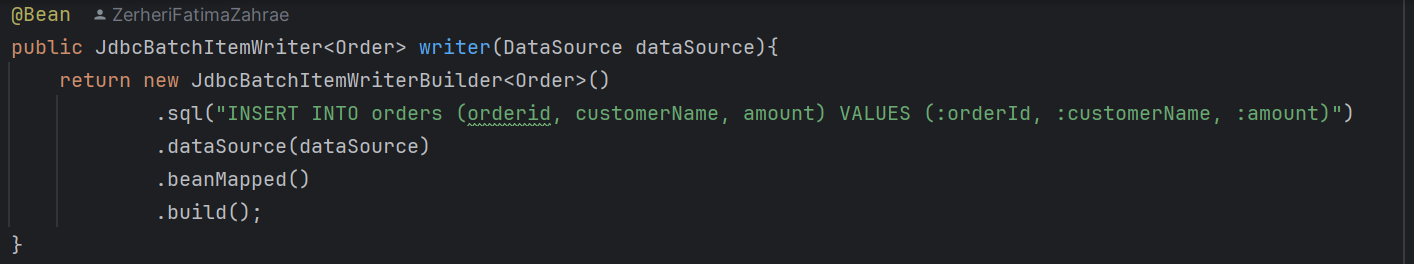 @Bean ZerheriFatimaZahrae
public JdbcBatchItemWriter<Order> writer(DataSource dataSource){
return new JdbcBatchItemWriterBuilder<Order>()
.sql("INSERT INTO orders (orderid, customerName, amount) VALUES (:orderId, :customerName, :amount)")
.dataSource(dataSource)
.beanMapped()
.build();
}